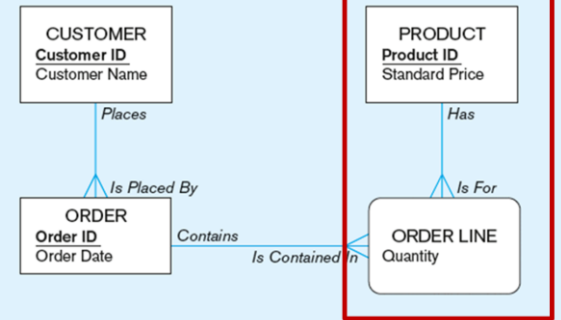 CUSTOMER
Customer ID
Customer Name
Places
Is Placed By
ORDER
Order ID
Order Date
Contains
Is Contained In
PRODUCT
Product ID
Standard Price
Has
Is For
ORDER LINE
Quantity